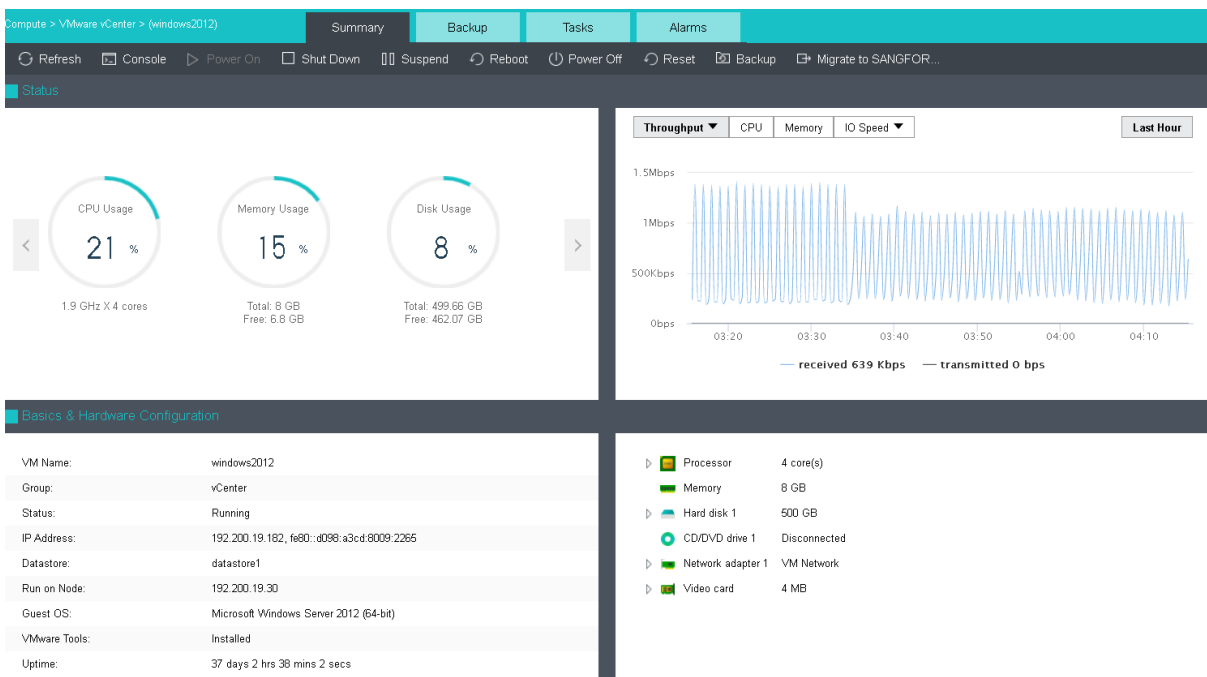 Compute > VMware vCenter > (windows2012)
Summary
Backup
Tasks
Alarms
Refresh Console Power On Shut Down Suspend Reboot Power Off Reset Backup Migrate to SANGFOR...
Status
CPU Usage
21 %
1.9 GHz X 4 cores
Memory Usage
15 %
Total: 8 GB
Free: 6.8 GB
Disk Usage
8 %
Total: 499.66 GB
Free: 462.07 GB
Throughput CPU Memory IO Speed Last Hour
1.5Mbps
1Mbps
500Kbps
0bps
03:20 03:30 03:40 03:50 04:00 04:10
received 639 Kbps transmitted 0 bps
Basics & Hardware Configuration
VM Name: windows2012
Group: vCenter
Status: Running
IP Address: 192.200.19.182, fe80::d098:a3cd:8009:2265
Datastore: datastore1
Run on Node: 192.200.19.30
Guest OS: Microsoft Windows Server 2012 (64-bit)
VMware Tools: Installed
Uptime: 37 days 2 hrs 38 mins 2 secs
Processor 4 core(s)
Memory 8 GB
Hard disk 1 500 GB
CD/DVD drive 1 Disconnected
Network adapter 1 VM Network
Video card 4 MB